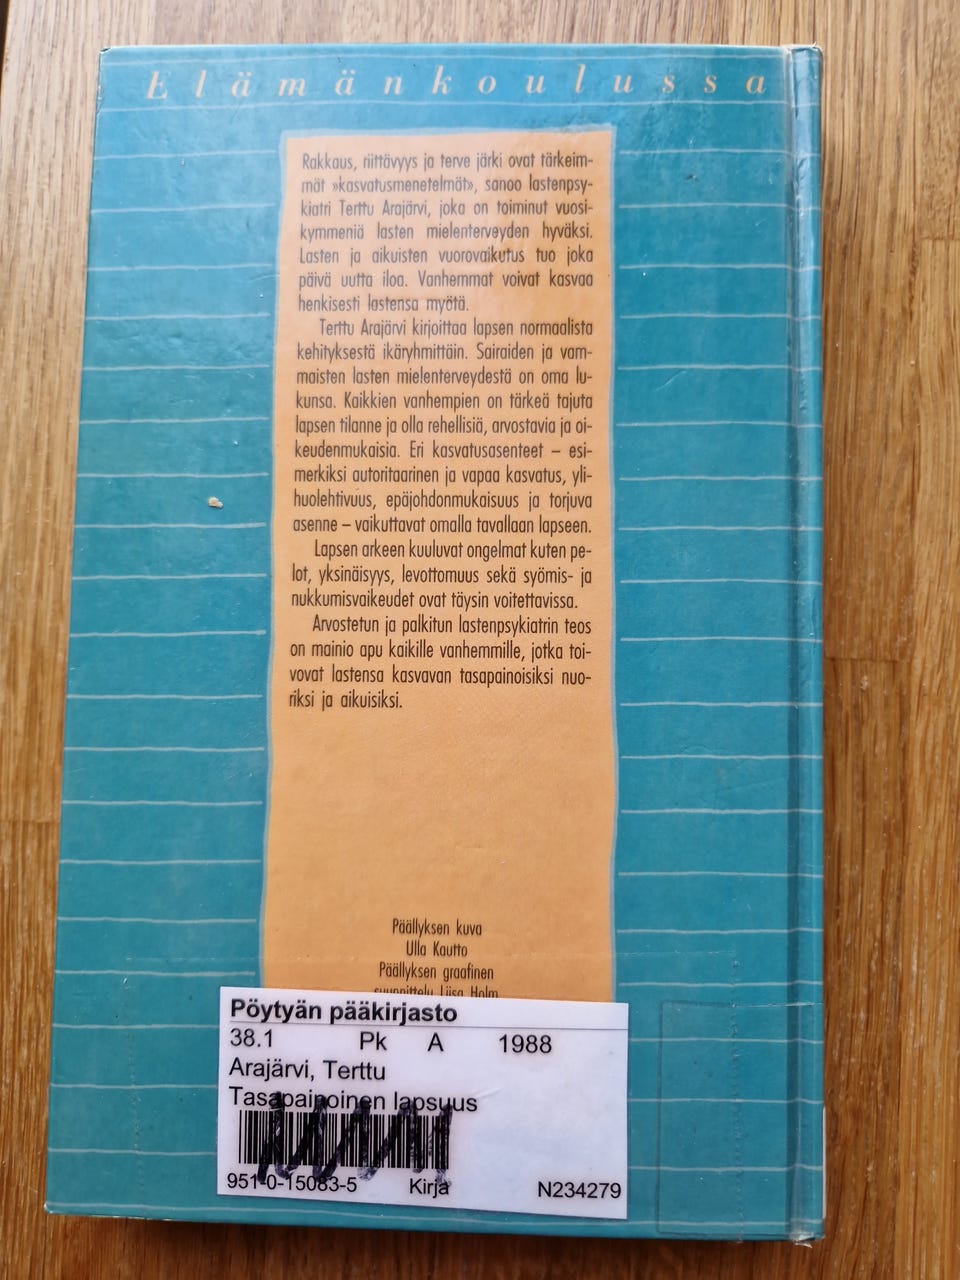 Elämänkoulussa
Rakkaus, riittävyys ja terve järki ovat tärkeim-
mät »kasvatusmenetelmät», sanoo lastenpsy-
kiatri Terttu Arajärvi, joka on toiminut vuosi-
kymmeniä lasten mielenterveyden hyväksi.
Lasten ja aikuisten vuorovaikutus tuo joka
päivä uutta iloa. Vanhemmat voivat kasvaa
henkisesti lastensa myötä.
Terttu Arajärvi kirjoittaa lapsen normaalista
kehityksestä ikäryhmittäin. Sairaiden ja vam-
maisten lasten mielenterveydestä on oma lu-
kunsa. Kaikkien vanhempien on tärkeä tajuta
lapsen tilanne ja olla rehellisiä, arvostavia ja oi-
keudenmukaisia. Eri kasvatusasenteet – esi-
merkiksi autoritaarinen ja vapaa kasvatus, yli-
huolehtivuus, epäjohdonmukaisuus ja torjuva
asenne – vaikuttavat omalla tavallaan lapseen.
Lapsen arkeen kuuluvat ongelmat kuten pe-
lot, yksinäisyys, levottomuus sekä syömis- ja
nukkumisvaikeudet ovat täysin voitettavissa.
Arvostetun ja palkitun lastenpsykiatrin teos
on mainio apu kaikille vanhemmille, jotka toi-
vovat lastensa kasvavan tasapainoisiksi nuo-
riksi ja aikuisiksi.
Päällyksen kuva
Ulla Kautto
Päällyksen graafinen
suunnittelu Liisa Holm
Pöytyän pääkirjasto
38.1 Pk A 1988
Arajärvi, Terttu
Tasapainoinen lapsuus
951-0-15083-5 Kirja N234279